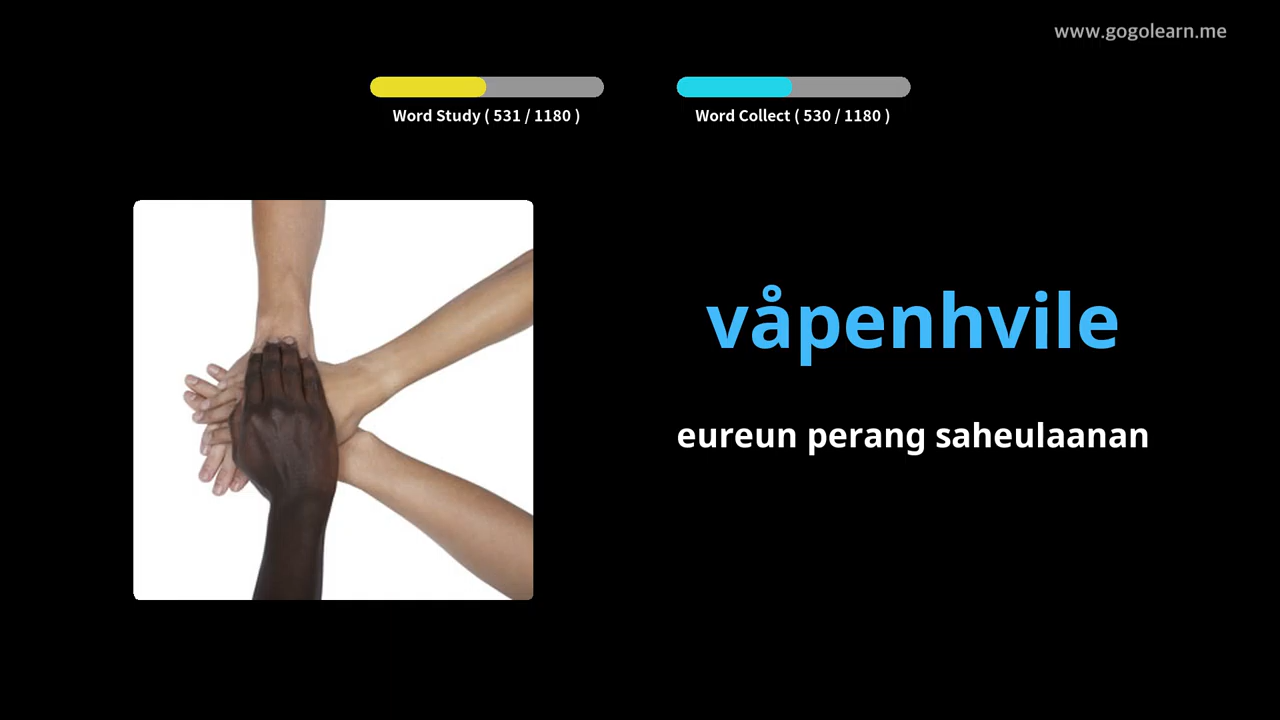 www.gogolearn.me
Word Study ( 531 / 1180 )
Word Collect ( 530 / 1180 )
våpenhvile
eureun perang saheulaanan